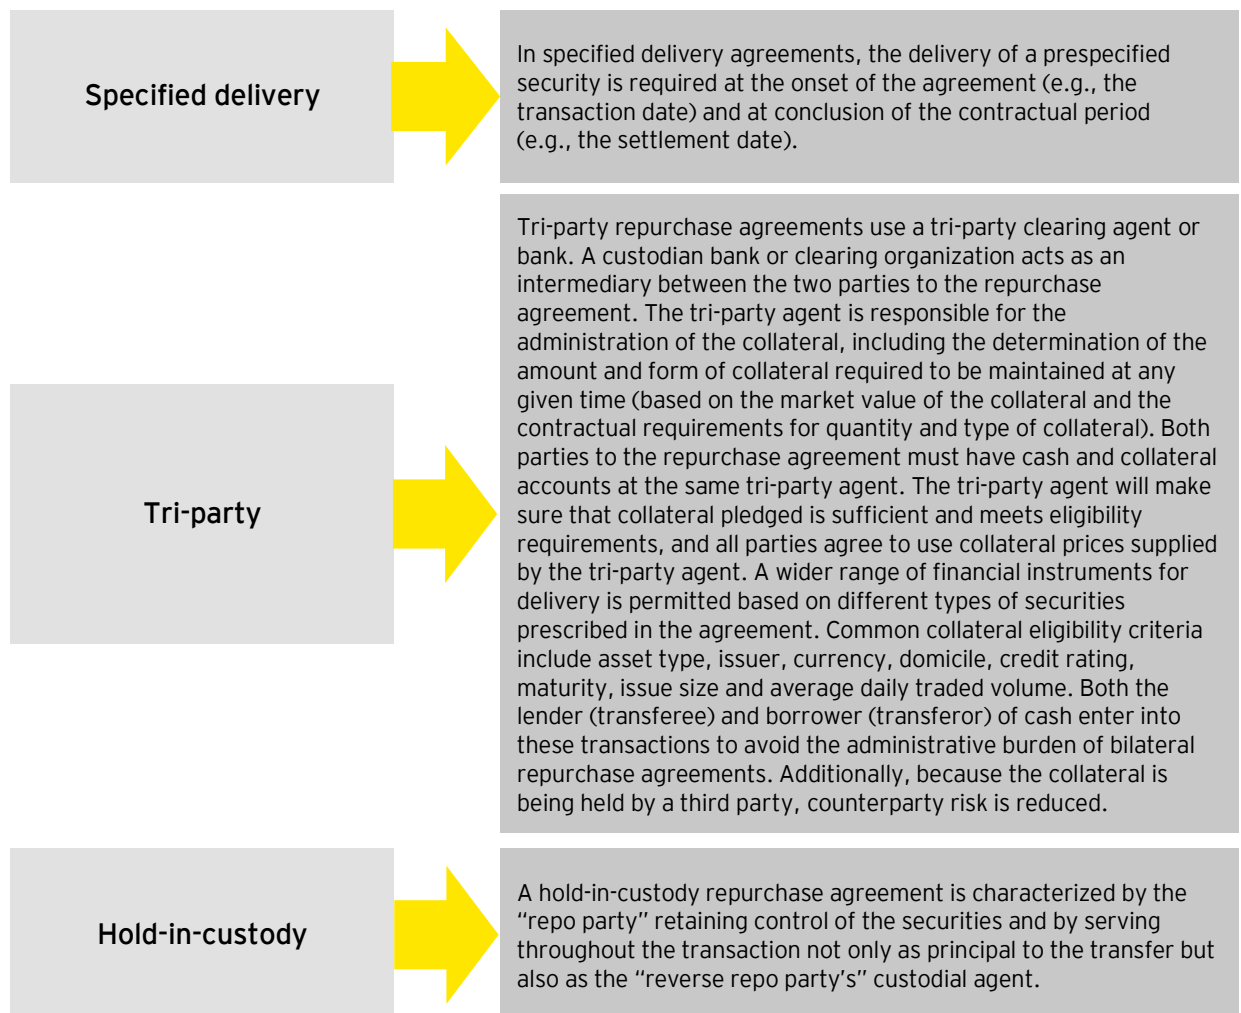 Specified delivery
In specified delivery agreements, the delivery of a prespecified
security is required at the onset of the agreement (e.g., the
transaction date) and at conclusion of the contractual period
(e.g., the settlement date).
Tri-party
Tri-party repurchase agreements use a tri-party clearing agent or
bank. A custodian bank or clearing organization acts as an
intermediary between the two parties to the repurchase
agreement. The tri-party agent is responsible for the
administration of the collateral, including the determination of the
amount and form of collateral required to be maintained at any
given time (based on the market value of the collateral and the
contractual requirements for quantity and type of collateral). Both
parties to the repurchase agreement must have cash and collateral
accounts at the same tri-party agent. The tri-party agent will make
sure that collateral pledged is sufficient and meets eligibility
requirements, and all parties agree to use collateral prices supplied
by the tri-party agent. A wider range of financial instruments for
delivery is permitted based on different types of securities
prescribed in the agreement. Common collateral eligibility criteria
include asset type, issuer, currency, domicile, credit rating,
maturity, issue size and average daily traded volume. Both the
lender (transferee) and borrower (transferor) of cash enter into
these transactions to avoid the administrative burden of bilateral
repurchase agreements. Additionally, because the collateral is
being held by a third party, counterparty risk is reduced.
Hold-in-custody
A hold-in-custody repurchase agreement is characterized by the
“repo party” retaining control of the securities and by serving
throughout the transaction not only as principal to the transfer but
also as the “reverse repo party’s” custodial agent.